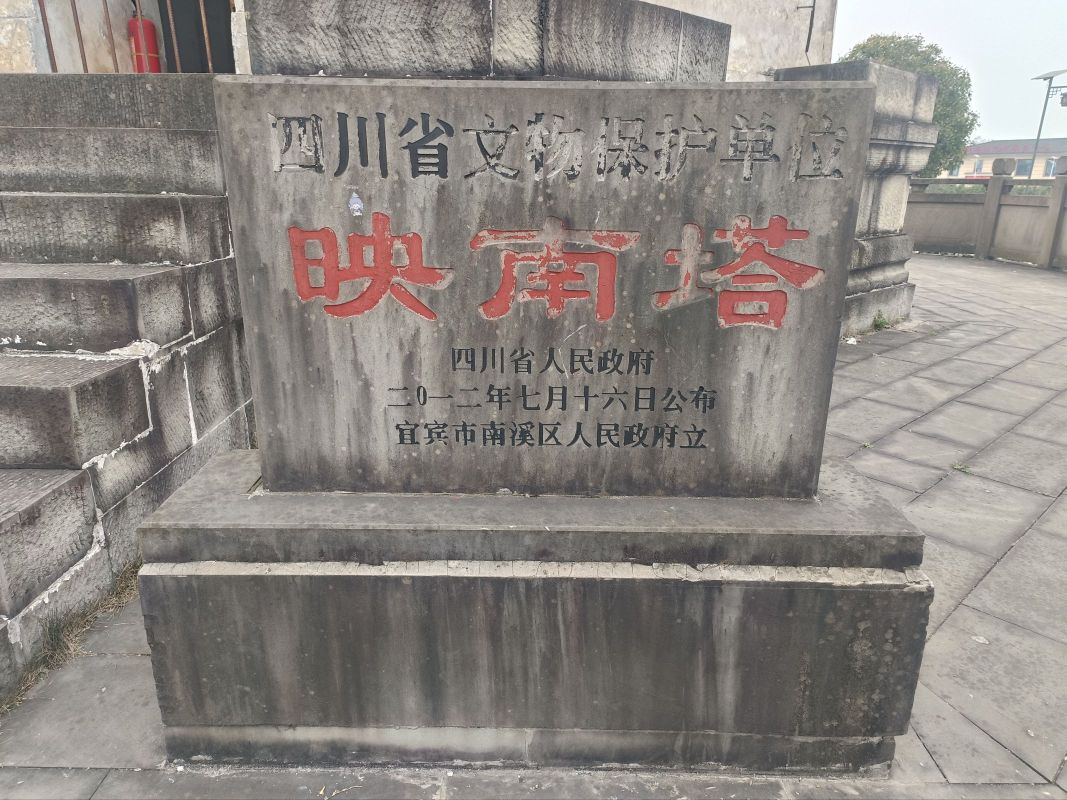 四川省文物保护单位
映南塔
四川省人民政府
二〇一二年七月十六日公布
宜宾市南溪区人民政府立